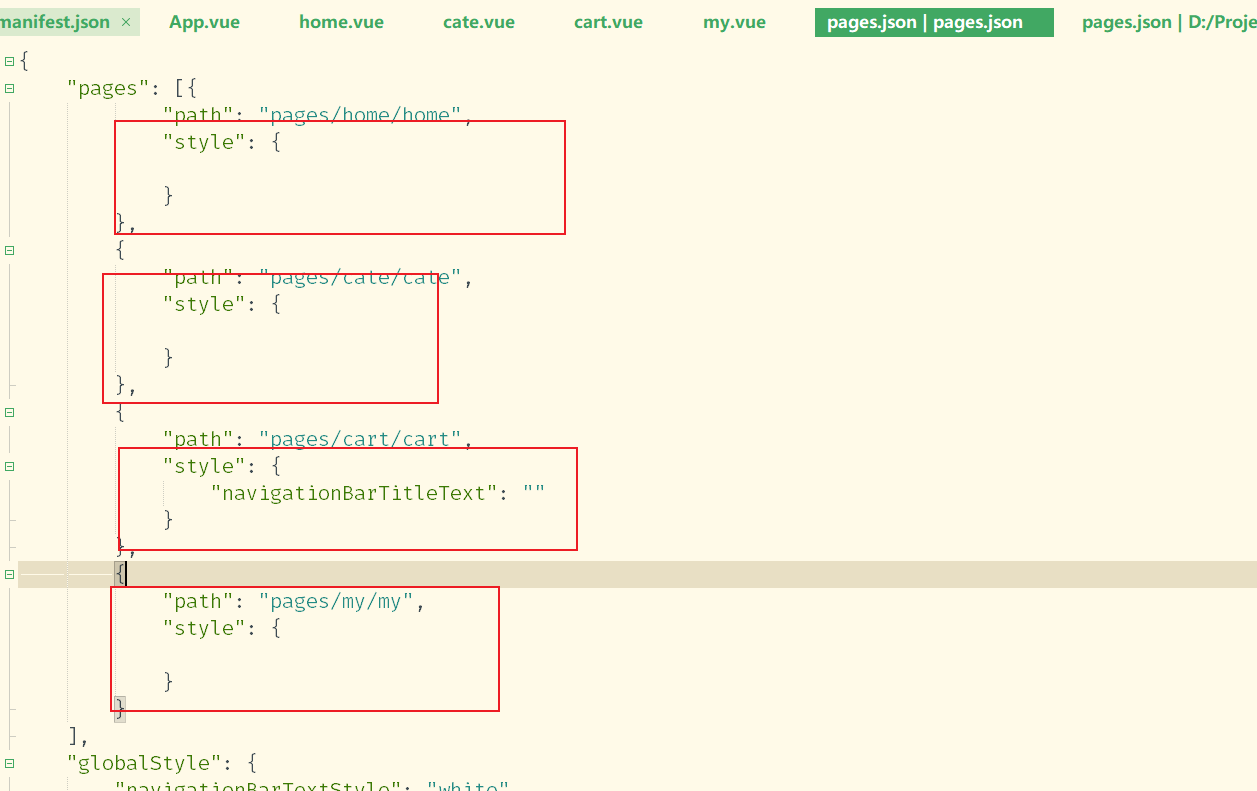 manifest.json × App.vue home.vue cate.vue cart.vue my.vue pages.json | pages.json pages.json | D:/Proje
{
"pages": [{
"path": "pages/home/home",
"style": {
}
},
{
"path": "pages/cate/cate",
"style": {
}
},
{
"path": "pages/cart/cart",
"style": {
"navigationBarTitleText": ""
}
},
{
"path": "pages/my/my",
"style": {
}
}
],
"globalStyle": {
"navigationBarTextStyle": "white"